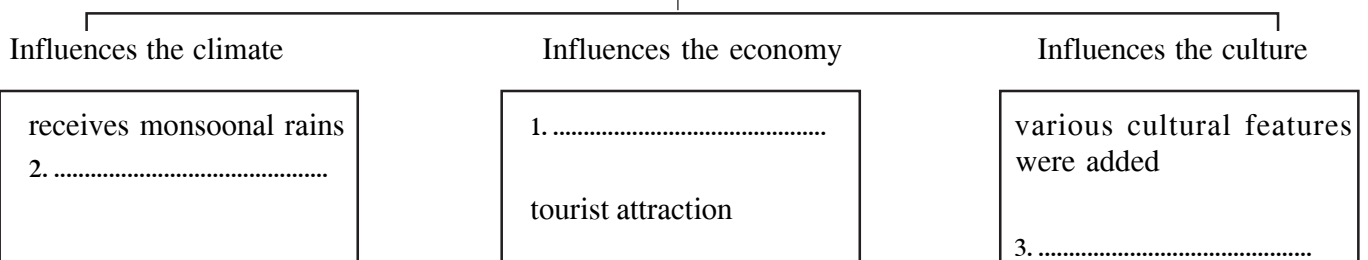 Influences the climate
Influences the economy
Influences the culture
receives monsoonal rains
2. .............................................
1. .............................................
tourist attraction
various cultural features
were added
3. .............................................